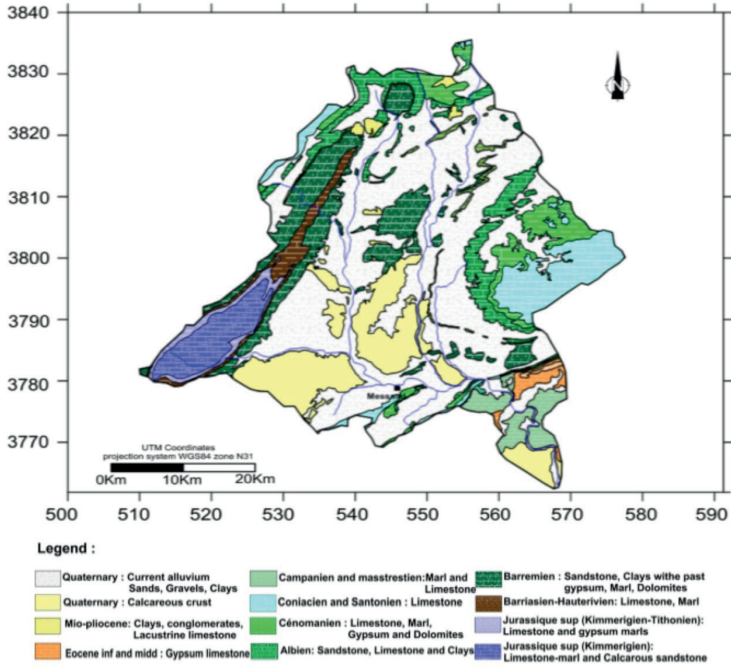 3840
3830
3820
3810
3800
3790
3780
3770
N
UTM Coordinates
projection system WGS84 zone N31
0Km 10Km 20Km
500 510 520 530 540 550 560 570 580 590
Legend :
Quaternary : Current alluvium
Sands, Gravels, Clays
Quaternary : Calcareous crust
Mio-pliocene: Clays, conglomerates,
Lacustrine limestone
Eocene inf and midd : Gypsum limestone
Campanien and masstrestien:Marl and
Limestone
Coniacien and Santonien : Limestone
Cénomanien : Limestone, Marl,
Gypsum and Dolomites
Albien: Sandstone, Limestone and Clays
Barremien : Sandstone, Clays withe past
gypsum, Marl, Dolomites
Barriasien-Hauterivien: Limestone, Marl
Jurassique sup (Kimmerigien-Tithonien):
Limestone and gypsum marls
Jurassique sup (Kimmerigien):
Limestone-marl and Calcarous sandstone